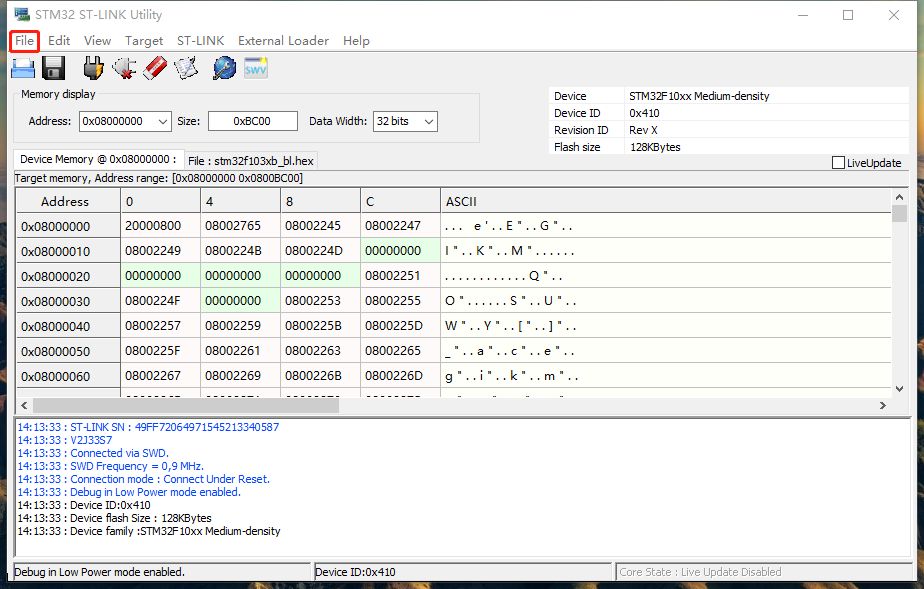 STM32 ST-LINK Utility
File Edit View Target ST-LINK External Loader Help
SWV
Memory display
Address: 0x08000000 Size: 0xBC00 Data Width: 32 bits
Device STM32F10xx Medium-density
Device ID 0x410
Revision ID Rev X
Flash size 128KBytes
LiveUpdate
Device Memory @ 0x08000000 : File : stm32f103xb_bl.hex
Target memory, Address range: [0x08000000 0x0800BC00]
Address 0 4 8 C ASCII
0x08000000 20000800 08002765 08002245 08002247 ... e'..E"..G"..
0x08000010 08002249 0800224B 0800224D 00000000 I"..K"..M"......
0x08000020 00000000 00000000 00000000 08002251 ............Q"..
0x08000030 0800224F 00000000 08002253 08002255 O"......S"..U"..
0x08000040 08002257 08002259 0800225B 0800225D W"..Y"..["..]"..
0x08000050 0800225F 08002261 08002263 08002265 _"..a"..c"..e"..
0x08000060 08002267 08002269 0800226B 0800226D g"..i"..k"..m"..
14:13:33 : ST-LINK SN : 49FF72064971545213340587
14:13:33 : V2J33S7
14:13:33 : Connected via SWD.
14:13:33 : SWD Frequency = 0,9 MHz.
14:13:33 : Connection mode : Connect Under Reset.
14:13:33 : Debug in Low Power mode enabled.
14:13:33 : Device ID:0x410
14:13:33 : Device flash Size : 128KBytes
14:13:33 : Device family :STM32F10xx Medium-density
Debug in Low Power mode enabled. Device ID:0x410 Core State : Live Update Disabled